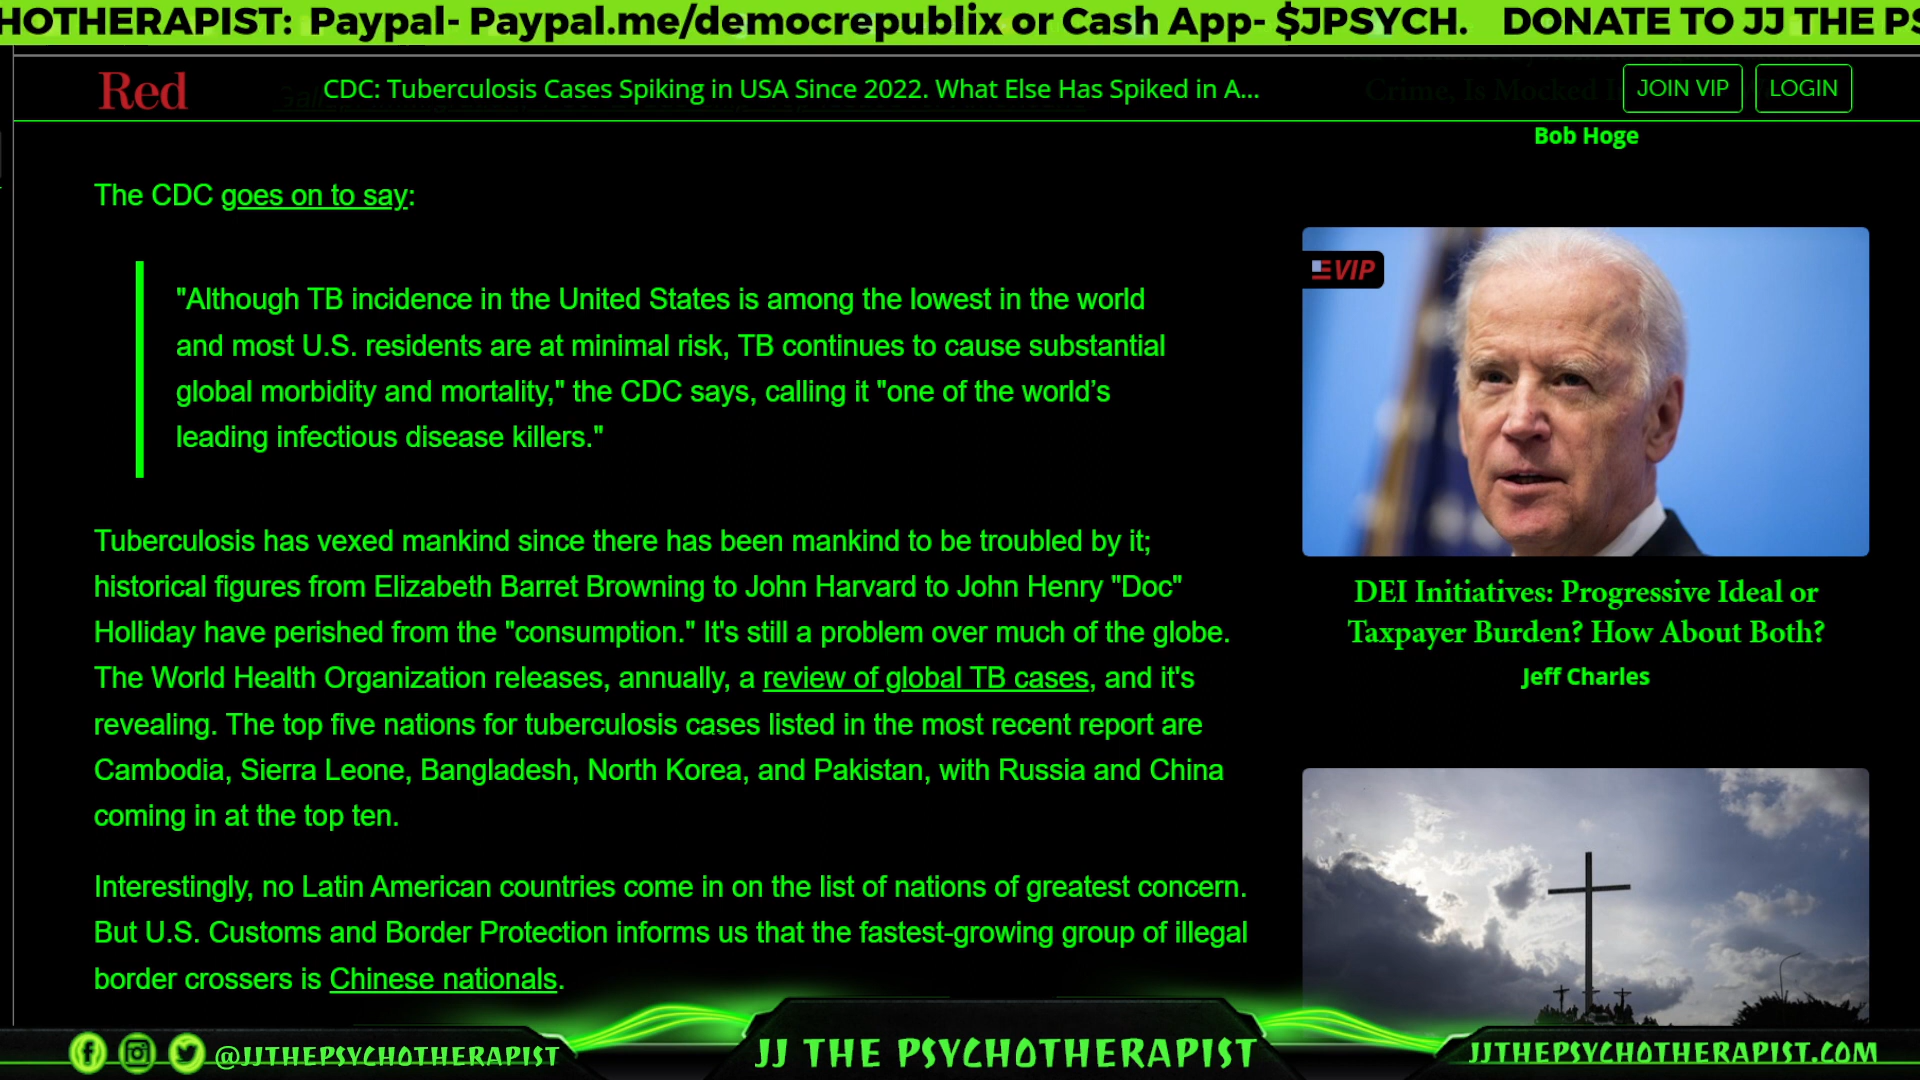 HOTHERAPIST: Paypal- Paypal.me/democrepublix or Cash App- $JPSYCH. DONATE TO JJ THE PS
Red
CDC: Tuberculosis Cases Spiking in USA Since 2022. What Else Has Spiked in A...
Crime, Is Mocked
JOIN VIP
LOGIN
Bob Hoge
The CDC goes on to say:
"Although TB incidence in the United States is among the lowest in the world
and most U.S. residents are at minimal risk, TB continues to cause substantial
global morbidity and mortality," the CDC says, calling it "one of the world’s
leading infectious disease killers."
Tuberculosis has vexed mankind since there has been mankind to be troubled by it;
historical figures from Elizabeth Barret Browning to John Harvard to John Henry "Doc"
Holliday have perished from the "consumption." It's still a problem over much of the globe.
The World Health Organization releases, annually, a review of global TB cases, and it's
revealing. The top five nations for tuberculosis cases listed in the most recent report are
Cambodia, Sierra Leone, Bangladesh, North Korea, and Pakistan, with Russia and China
coming in at the top ten.
Interestingly, no Latin American countries come in on the list of nations of greatest concern.
But U.S. Customs and Border Protection informs us that the fastest-growing group of illegal
border crossers is Chinese nationals.
VIP
DEI Initiatives: Progressive Ideal or
Taxpayer Burden? How About Both?
Jeff Charles
@JJTHEPSYCHOTHERAPIST
JJ THE PSYCHOTHERAPIST
JJTHEPSYCHOTHERAPIST.COM